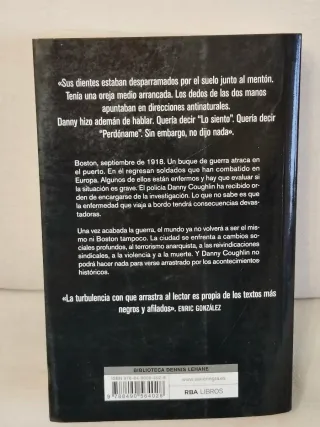 «Sus dientes estaban desparramados por el suelo junto al mentón.
Tenía una oreja medio arrancada. Los dedos de las dos manos
apuntaban en direcciones antinaturales.
Danny hizo ademán de hablar. Quería decir “Lo siento”. Quería decir
“Perdóname”. Sin embargo, no dijo nada».
Boston, septiembre de 1918. Un buque de guerra atraca en
el puerto. En él regresan soldados que han combatido en
Europa. Algunos de ellos están enfermos y hay que evaluar si
la situación es grave. El policía Danny Coughlin ha recibido orden
de encargarse de la investigación. Lo que no sabe es que
la enfermedad que viaja a bordo tendrá consecuencias devas-
tadoras.
Una vez acabada la guerra, el mundo ya no volverá a ser el mis-
mo ni Boston tampoco. La ciudad se enfrenta a cambios so-
ciales profundos, al terrorismo anarquista, a las reivindicaciones
sindicales, a la violencia y a la muerte. Y Danny Coughlin no
podrá hacer nada para verse arrastrado por los acontecimientos
históricos.
«La turbulencia con que arrastra al lector es propia de los textos más
negros y afilados». ENRIC GONZÁLEZ
BIBLIOTECA DENNIS LEHANE
RBA LIBROS